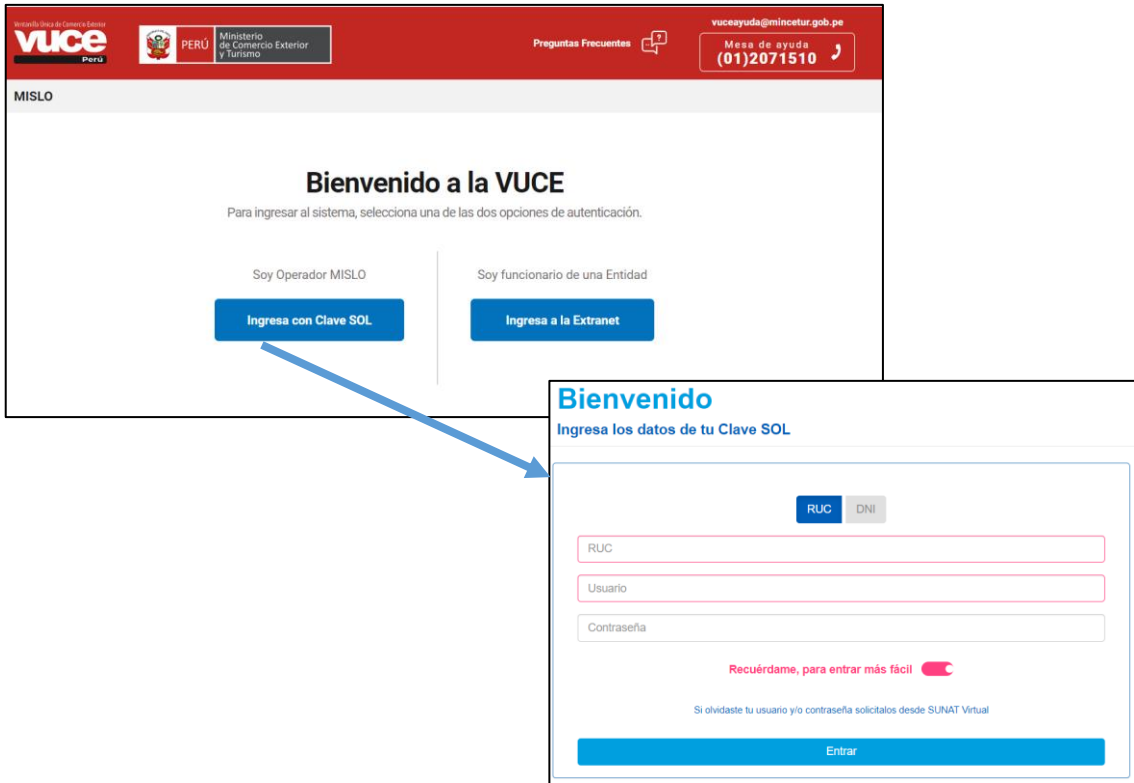 Ventanilla Única de Comercio Exterior
vuce
Perú
PERÚ
Ministerio
de Comercio Exterior
y Turismo
Preguntas Frecuentes
vuceayuda@mincetur.gob.pe
Mesa de ayuda
(01)2071510
MISLO
Bienvenido a la VUCE
Para ingresar al sistema, selecciona una de las dos opciones de autenticación.
Soy Operador MISLO
Ingresa con Clave SOL
Soy funcionario de una Entidad
Ingresa a la Extranet
Bienvenido
Ingresa los datos de tu Clave SOL
RUC
DNI
RUC
Usuario
Contraseña
Recuérdame, para entrar más fácil
Si olvidaste tu usuario y/o contraseña solicitalos desde SUNAT Virtual
Entrar